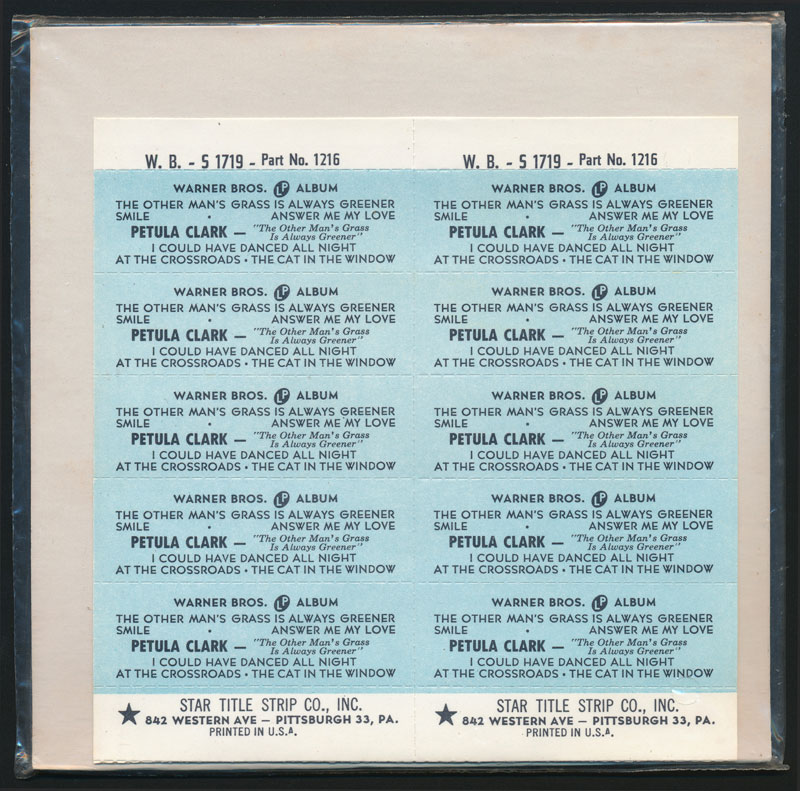 W. B. - S 1719 - Part No. 1216
WARNER BROS. LP ALBUM
THE OTHER MAN'S GRASS IS ALWAYS GREENER
SMILE • ANSWER ME MY LOVE
PETULA CLARK — "The Other Man's Grass
Is Always Greener"
I COULD HAVE DANCED ALL NIGHT
AT THE CROSSROADS • THE CAT IN THE WINDOW
WARNER BROS. LP ALBUM
THE OTHER MAN'S GRASS IS ALWAYS GREENER
SMILE • ANSWER ME MY LOVE
PETULA CLARK — "The Other Man's Grass
Is Always Greener"
I COULD HAVE DANCED ALL NIGHT
AT THE CROSSROADS • THE CAT IN THE WINDOW
WARNER BROS. LP ALBUM
THE OTHER MAN'S GRASS IS ALWAYS GREENER
SMILE • ANSWER ME MY LOVE
PETULA CLARK — "The Other Man's Grass
Is Always Greener"
I COULD HAVE DANCED ALL NIGHT
AT THE CROSSROADS • THE CAT IN THE WINDOW
WARNER BROS. LP ALBUM
THE OTHER MAN'S GRASS IS ALWAYS GREENER
SMILE • ANSWER ME MY LOVE
PETULA CLARK — "The Other Man's Grass
Is Always Greener"
I COULD HAVE DANCED ALL NIGHT
AT THE CROSSROADS • THE CAT IN THE WINDOW
WARNER BROS. LP ALBUM
THE OTHER MAN'S GRASS IS ALWAYS GREENER
SMILE • ANSWER ME MY LOVE
PETULA CLARK — "The Other Man's Grass
Is Always Greener"
I COULD HAVE DANCED ALL NIGHT
AT THE CROSSROADS • THE CAT IN THE WINDOW
STAR TITLE STRIP CO., INC.
842 WESTERN AVE — PITTSBURGH 33, PA.
PRINTED IN U.S.A.
W. B. - S 1719 - Part No. 1216
WARNER BROS. LP ALBUM
THE OTHER MAN'S GRASS IS ALWAYS GREENER
SMILE • ANSWER ME MY LOVE
PETULA CLARK — "The Other Man's Grass
Is Always Greener"
I COULD HAVE DANCED ALL NIGHT
AT THE CROSSROADS • THE CAT IN THE WINDOW
WARNER BROS. LP ALBUM
THE OTHER MAN'S GRASS IS ALWAYS GREENER
SMILE • ANSWER ME MY LOVE
PETULA CLARK — "The Other Man's Grass
Is Always Greener"
I COULD HAVE DANCED ALL NIGHT
AT THE CROSSROADS • THE CAT IN THE WINDOW
WARNER BROS. LP ALBUM
THE OTHER MAN'S GRASS IS ALWAYS GREENER
SMILE • ANSWER ME MY LOVE
PETULA CLARK — "The Other Man's Grass
Is Always Greener"
I COULD HAVE DANCED ALL NIGHT
AT THE CROSSROADS • THE CAT IN THE WINDOW
WARNER BROS. LP ALBUM
THE OTHER MAN'S GRASS IS ALWAYS GREENER
SMILE • ANSWER ME MY LOVE
PETULA CLARK — "The Other Man's Grass
Is Always Greener"
I COULD HAVE DANCED ALL NIGHT
AT THE CROSSROADS • THE CAT IN THE WINDOW
WARNER BROS. LP ALBUM
THE OTHER MAN'S GRASS IS ALWAYS GREENER
SMILE • ANSWER ME MY LOVE
PETULA CLARK — "The Other Man's Grass
Is Always Greener"
I COULD HAVE DANCED ALL NIGHT
AT THE CROSSROADS • THE CAT IN THE WINDOW
STAR TITLE STRIP CO., INC.
842 WESTERN AVE — PITTSBURGH 33, PA.
PRINTED IN U.S.A.